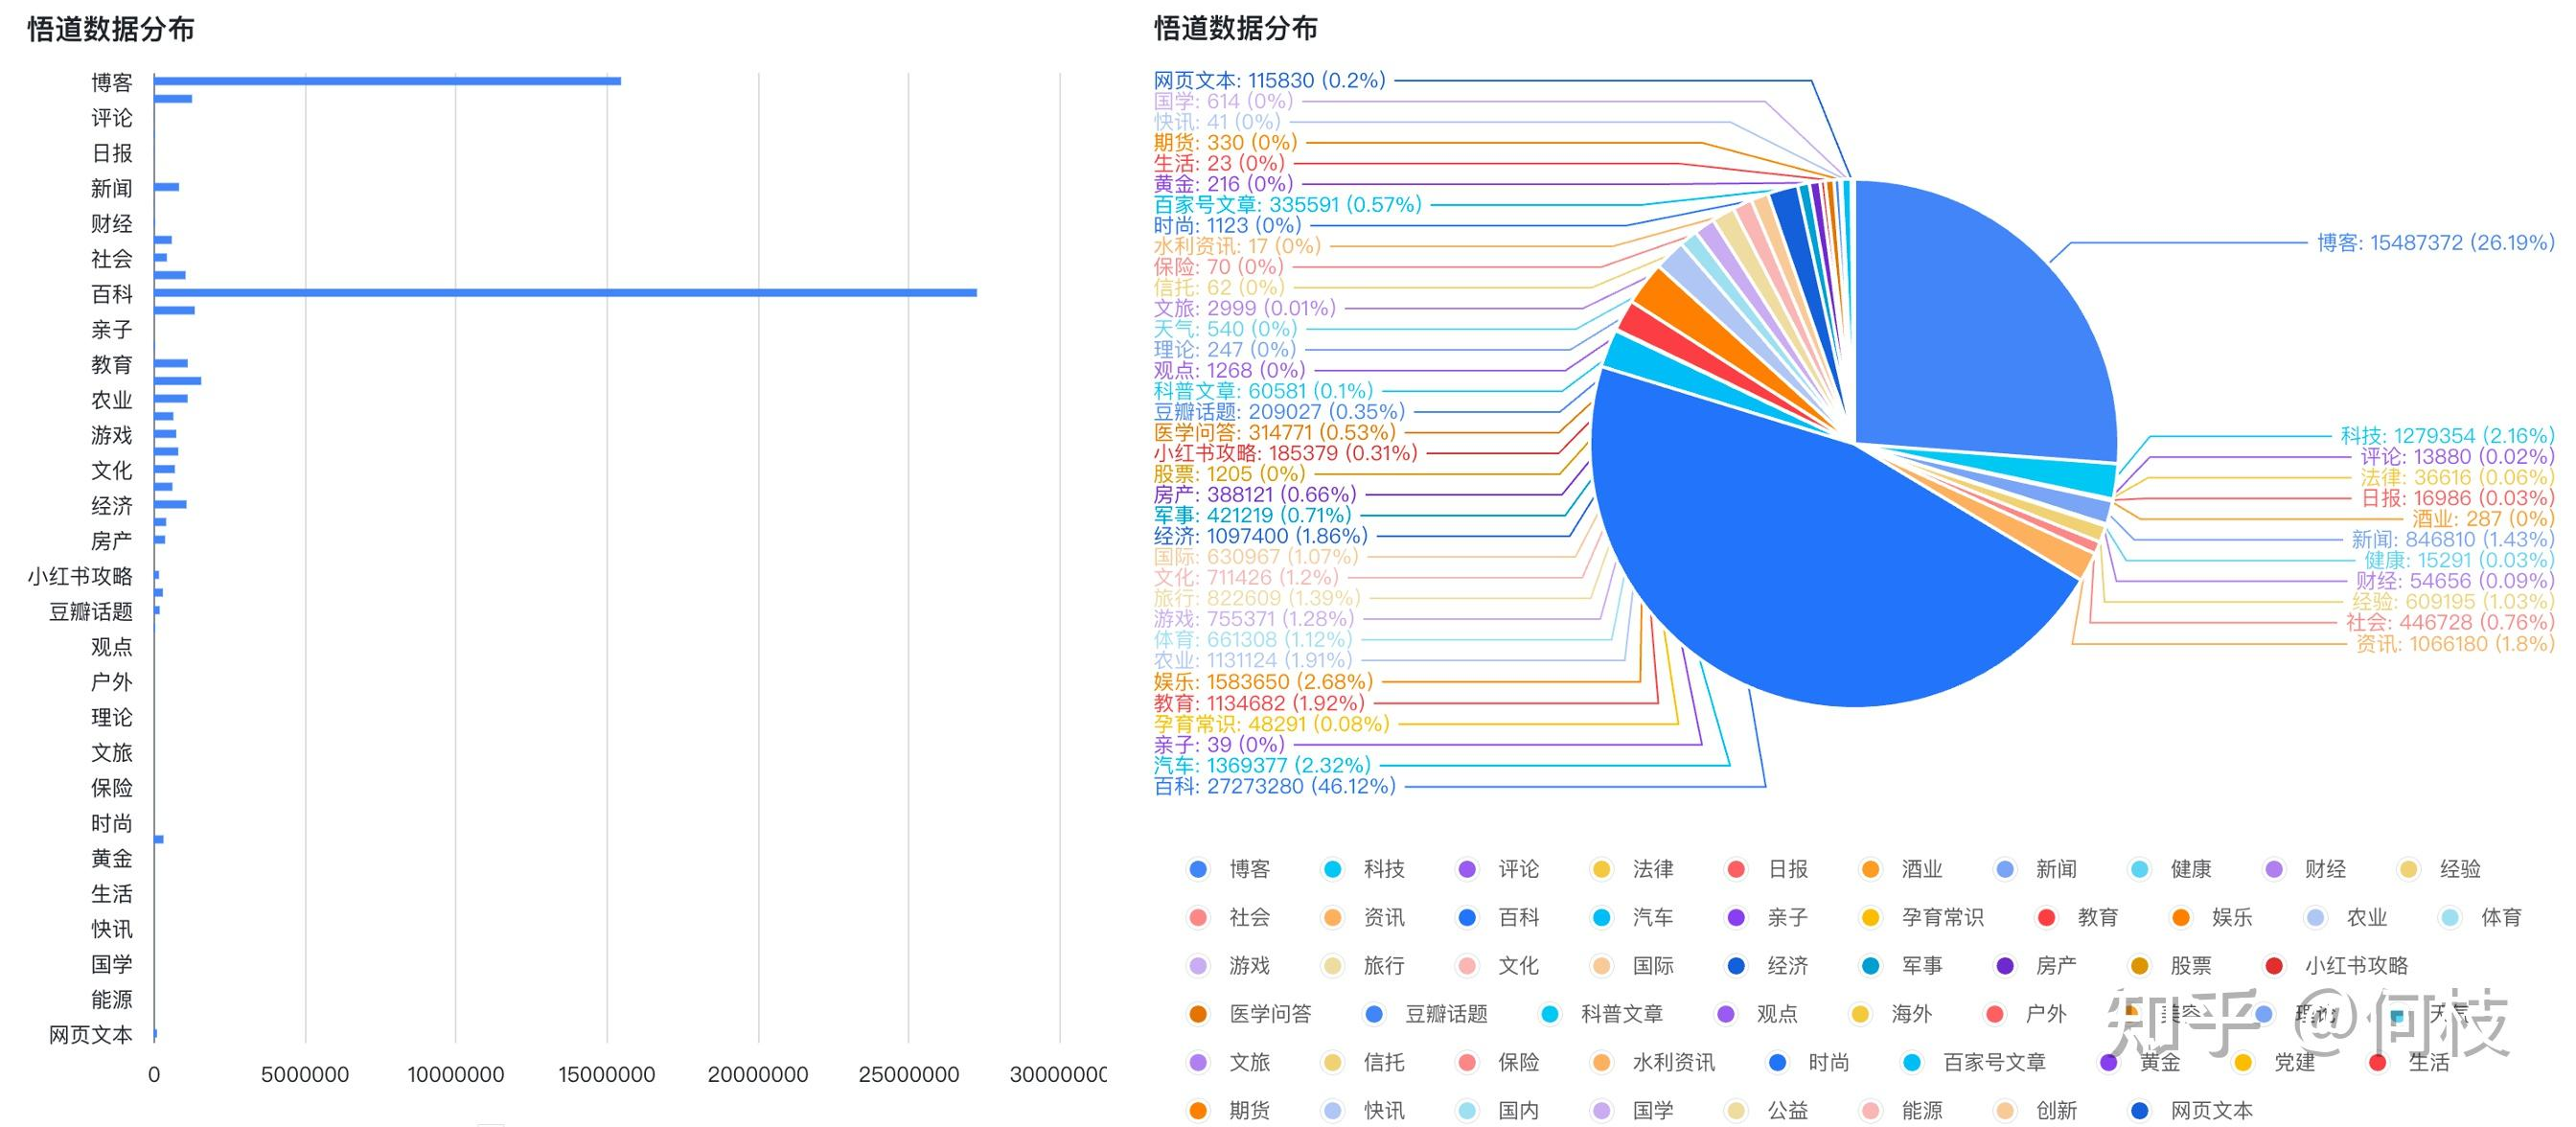 悟道数据分布
博客
评论
日报
新闻
财经
社会
百科
亲子
教育
农业
游戏
文化
经济
房产
小红书攻略
豆瓣话题
观点
户外
理论
文旅
保险
时尚
黄金
生活
快讯
国学
能源
网页文本
0 5000000 10000000 15000000 20000000 25000000 3000000
悟道数据分布
网页文本: 115830 (0.2%)
国学: 614 (0%)
快讯: 41 (0%)
期货: 330 (0%)
生活: 23 (0%)
黄金: 216 (0%)
百家号文章: 335591 (0.57%)
时尚: 1123 (0%)
水利资讯: 17 (0%)
保险: 70 (0%)
信托: 62 (0%)
文旅: 2999 (0.01%)
天气: 540 (0%)
理论: 247 (0%)
观点: 1268 (0%)
科普文章: 60581 (0.1%)
豆瓣话题: 209027 (0.35%)
医学问答: 314771 (0.53%)
小红书攻略: 185379 (0.31%)
股票: 1205 (0%)
房产: 388121 (0.66%)
军事: 421219 (0.71%)
经济: 1097400 (1.86%)
国际: 630967 (1.07%)
文化: 711426 (1.2%)
旅行: 822609 (1.39%)
游戏: 755371 (1.28%)
体育: 661308 (1.12%)
农业: 1131124 (1.91%)
娱乐: 1583650 (2.68%)
教育: 1134682 (1.92%)
孕育常识: 48291 (0.08%)
亲子: 39 (0%)
汽车: 1369377 (2.32%)
百科: 27273280 (46.12%)
博客: 15487372 (26.19%)
科技: 1279354 (2.16%)
评论: 13880 (0.02%)
法律: 36616 (0.06%)
日报: 16986 (0.03%)
酒业: 287 (0%)
新闻: 846810 (1.43%)
健康: 15291 (0.03%)
财经: 54656 (0.09%)
经验: 609195 (1.03%)
社会: 446728 (0.76%)
资讯: 1066180 (1.8%)
博客 科技 评论 法律 日报 酒业 新闻 健康 财经 经验
社会 资讯 百科 汽车 亲子 孕育常识 教育 娱乐 农业 体育
游戏 旅行 文化 国际 经济 军事 房产 股票 小红书攻略
医学问答 豆瓣话题 科普文章 观点 海外 户外 美容 理论 天气
文旅 信托 保险 水利资讯 时尚 百家号文章 黄金 党建 生活
期货 快讯 国内 国学 公益 能源 创新 网页文本
知乎 @何枝